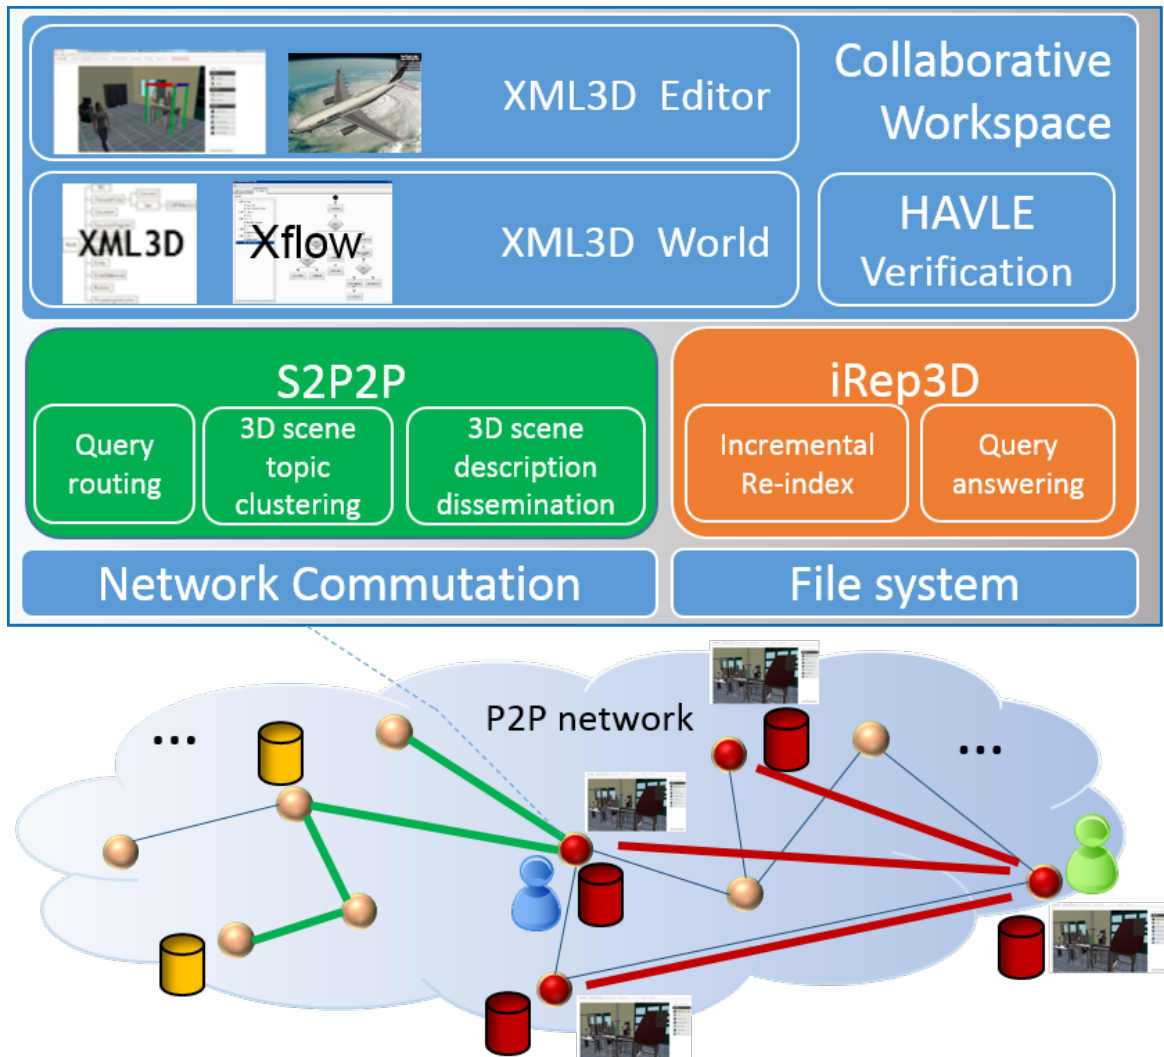 XML3D Editor
Collaborative
Workspace
XML3D
Xflow
XML3D World
HAVLE
Verification
S2P2P
Query
routing
3D scene
topic
clustering
3D scene
description
dissemination
iRep3D
Incremental
Re-index
Query
answering
Network Commutation
File system
P2P network
...
...